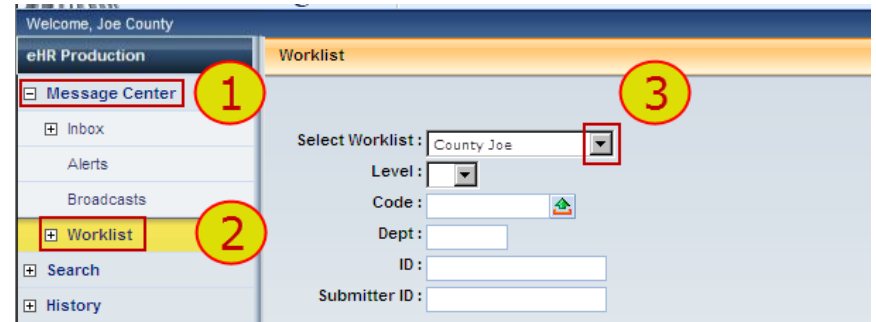 Welcome, Joe County
eHR Production
Worklist
Message Center
1
3
Inbox
Select Worklist : County Joe
Alerts
Level :
Broadcasts
Code :
Worklist
2
Dept :
Search
ID :
History
Submitter ID :